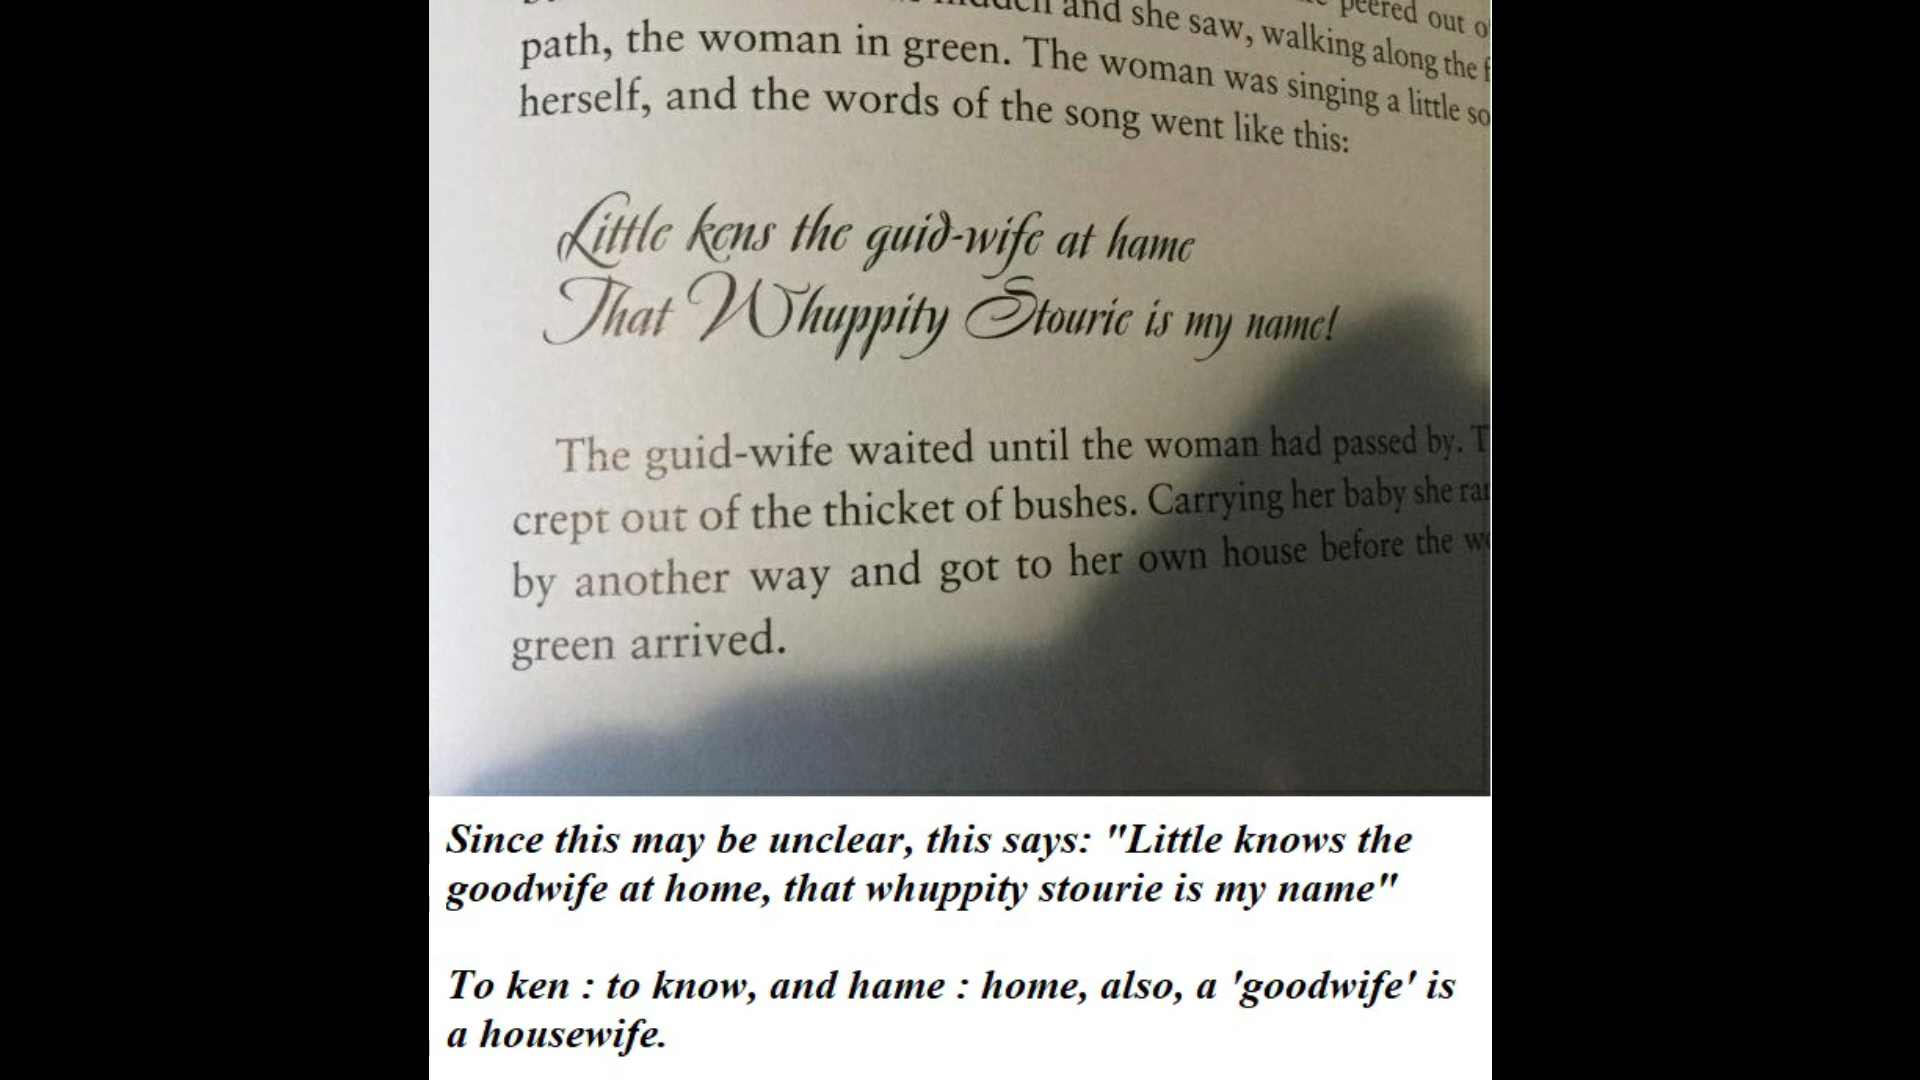 and she saw, walking along the
path, the woman in green. The woman was singing a little
herself, and the words of the song went like this:
Little kens the guid-wife at hame
That Whuppity Stourie is my name!
The guid-wife waited until the woman had passed by.
crept out of the thicket of bushes. Carrying her baby she
by another way and got to her own house before the
green arrived.
Since this may be unclear, this says: "Little knows the
goodwife at home, that whuppity stourie is my name"
To ken : to know, and hame : home, also, a 'goodwife' is
a housewife.